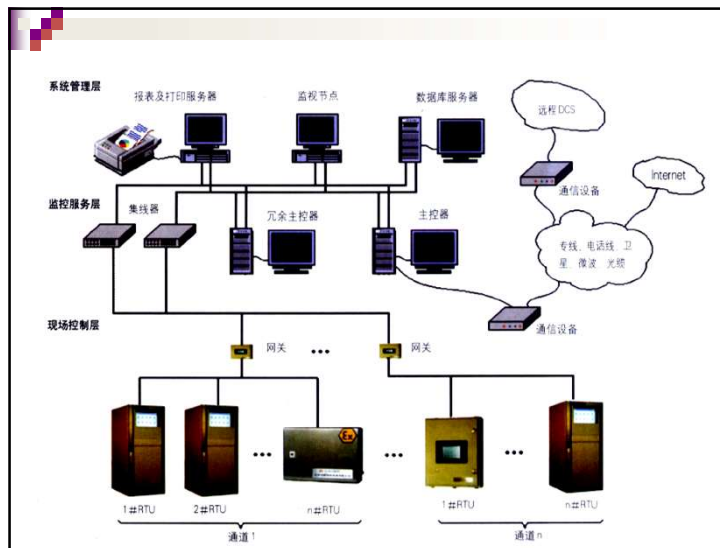 系统管理层
报表及打印服务器
监视节点
数据库服务器
远程DCS
通信设备
Internet
监控服务层
集线器
冗余主控器
主控器
专线、电话线、卫
星、微波 光缆
通信设备
现场控制层
网关
...
网关
Ex
...
...
...
1#RTU
2#RTU
n#RTU
1#RTU
n#RTU
通道1
通道n